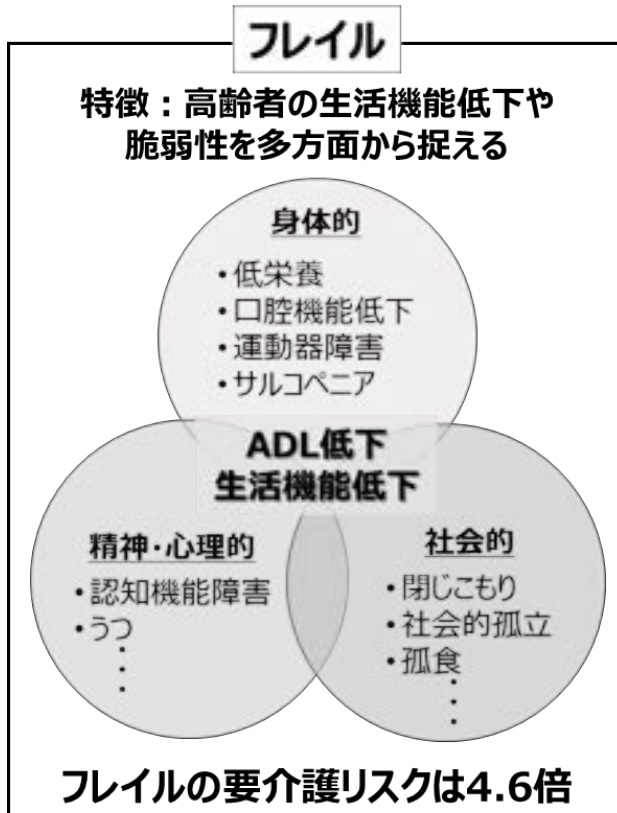 フレイル
特徴：高齢者の生活機能低下や
脆弱性を多方面から捉える
身体的
・低栄養
・口腔機能低下
・運動器障害
・サルコペニア
ADL低下
生活機能低下
精神・心理的
・認知機能障害
・うつ
・
・
・
社会的
・閉じこもり
・社会的孤立
・孤食
・
・
・
フレイルの要介護リスクは4.6倍